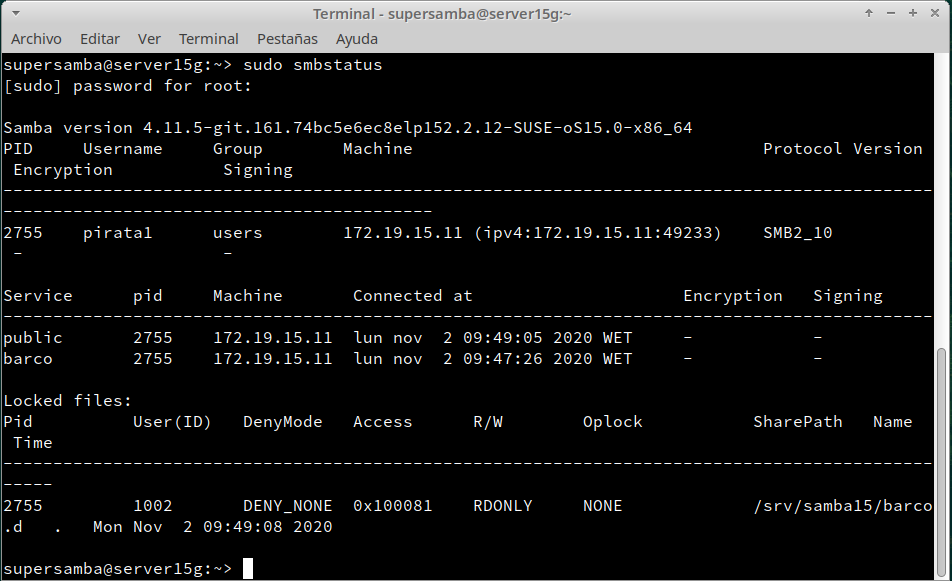 Terminal - supersamba@server15g:~
Archivo Editar Ver Terminal Pestañas Ayuda
supersamba@server15g:~> sudo smbstatus
[sudo] password for root:
Samba version 4.11.5-git.161.74bc5e6ec8elp152.2.12-SUSE-oS15.0-x86_64
PID     Username     Group        Machine                                   Protocol Version
 Encryption           Signing
---------------------------------------------------------------------------------------------
-------------------------------------------
2755    pirata1      users        172.19.15.11 (ipv4:172.19.15.11:49233)    SMB2_10
 -                    -
Service      pid     Machine       Connected at                     Encryption   Signing
---------------------------------------------------------------------------------------------
public       2755    172.19.15.11  lun nov  2 09:49:05 2020 WET     -            -
barco        2755    172.19.15.11  lun nov  2 09:47:26 2020 WET     -            -
Locked files:
Pid          User(ID)   DenyMode   Access      R/W        Oplock           SharePath   Name
 Time
---------------------------------------------------------------------------------------------
-----
2755         1002       DENY_NONE  0x100081    RDONLY     NONE             /srv/samba15/barco
.d   .   Mon Nov  2 09:49:08 2020
supersamba@server15g:~>